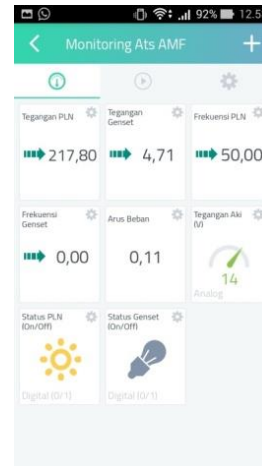 92% 12.5
Monitoring Ats AMF
Tegangan PLN
217,80
Tegangan
Genset
4,71
Frekuensi PLN
50,00
Frekuensi
Genset
0,00
Arus Beban
0,11
Tegangan Aki
(V)
14
Analog
Status PLN
(On/Off)
Digital (0/1)
Status Genset
(On/Off)
Digital (0/1)